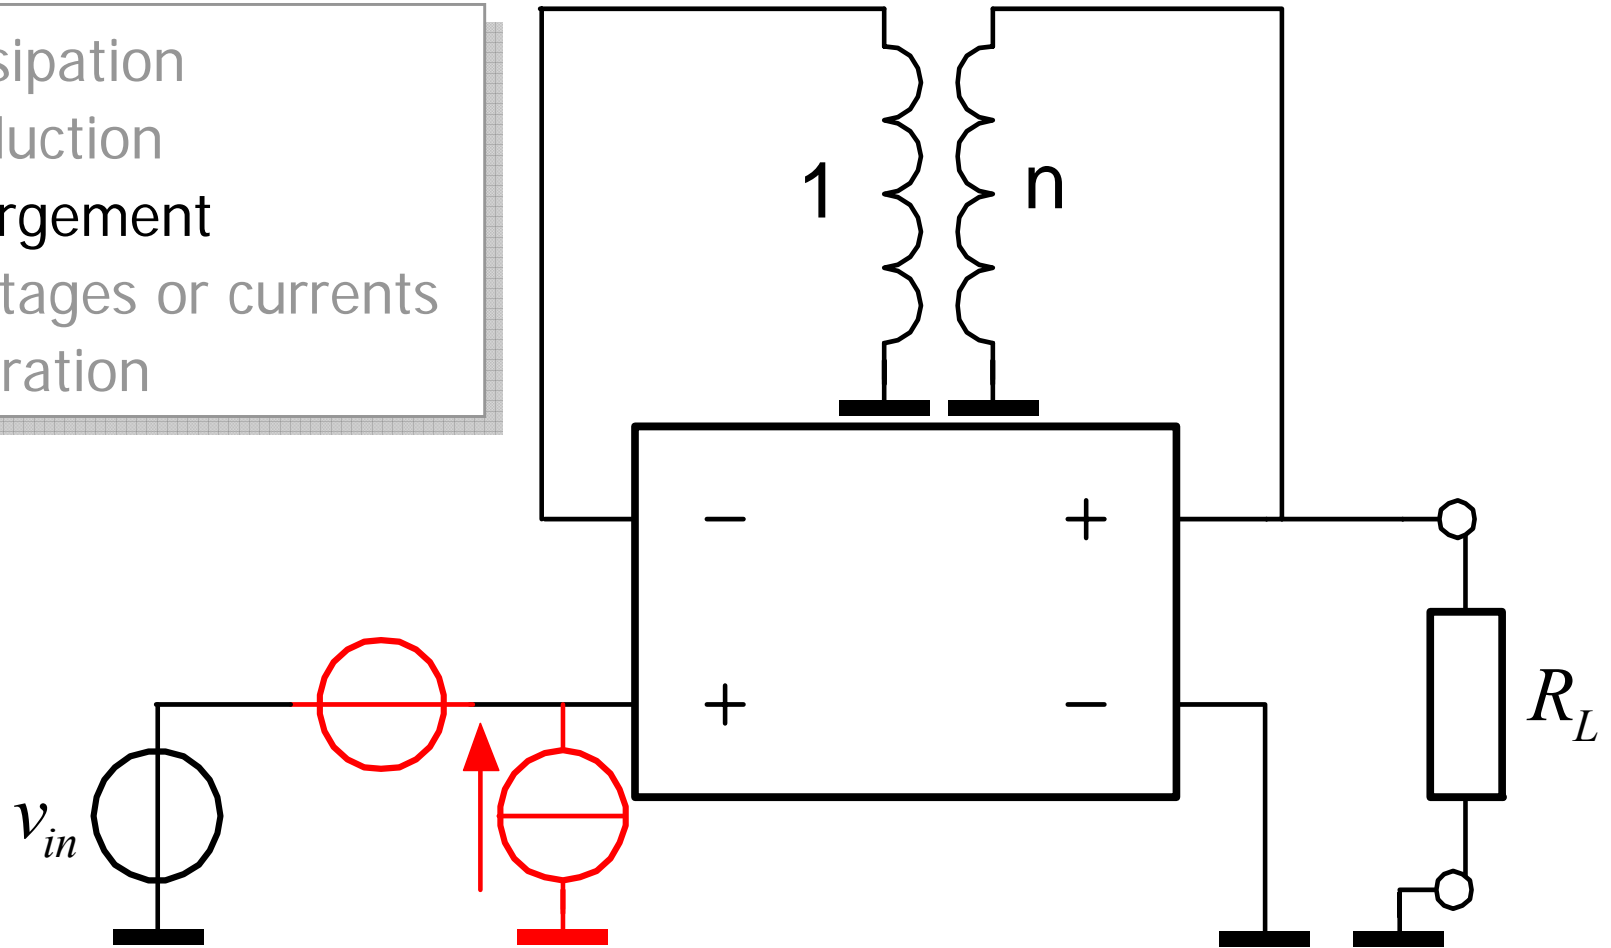 sipation
luction
rgement
tages or currents
ration
1 n
− +
+ −
v_in
R_L